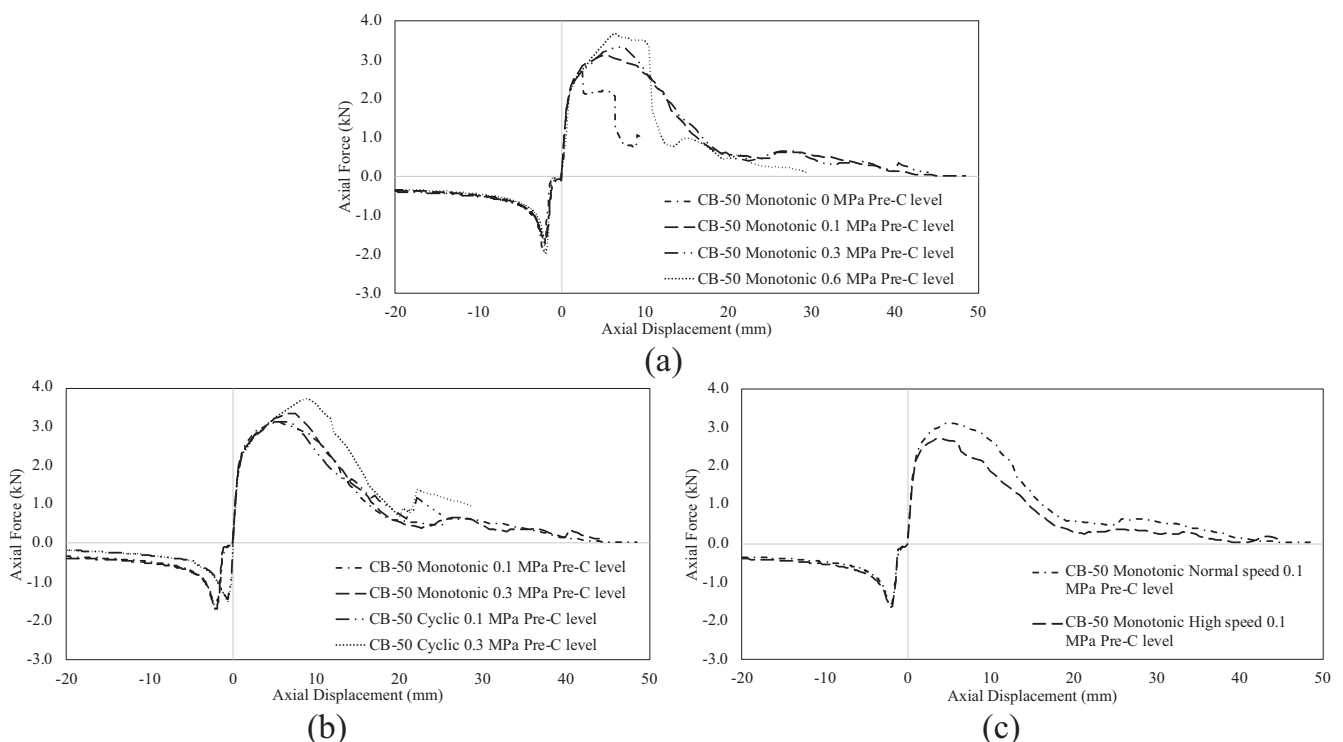 4.0
3.0
2.0
1.0
0.0
-1.0
-2.0
-3.0
Axial Force (kN)
CB-50 Monotonic 0 MPa Pre-C level
CB-50 Monotonic 0.1 MPa Pre-C level
CB-50 Monotonic 0.3 MPa Pre-C level
CB-50 Monotonic 0.6 MPa Pre-C level
-20 -10 0 10 20 30 40 50
Axial Displacement (mm)
(a)
4.0
3.0
2.0
1.0
0.0
-1.0
-2.0
-3.0
Axial Force (kN)
CB-50 Monotonic 0.1 MPa Pre-C level
CB-50 Monotonic 0.3 MPa Pre-C level
CB-50 Cyclic 0.1 MPa Pre-C level
CB-50 Cyclic 0.3 MPa Pre-C level
-20 -10 0 10 20 30 40 50
Axial Displacement (mm)
(b)
4.0
3.0
2.0
1.0
0.0
-1.0
-2.0
-3.0
Axial Force (kN)
CB-50 Monotonic Normal speed 0.1
MPa Pre-C level
CB-50 Monotonic High speed 0.1
MPa Pre-C level
-20 -10 0 10 20 30 40 50
Axial Displacement (mm)
(c)